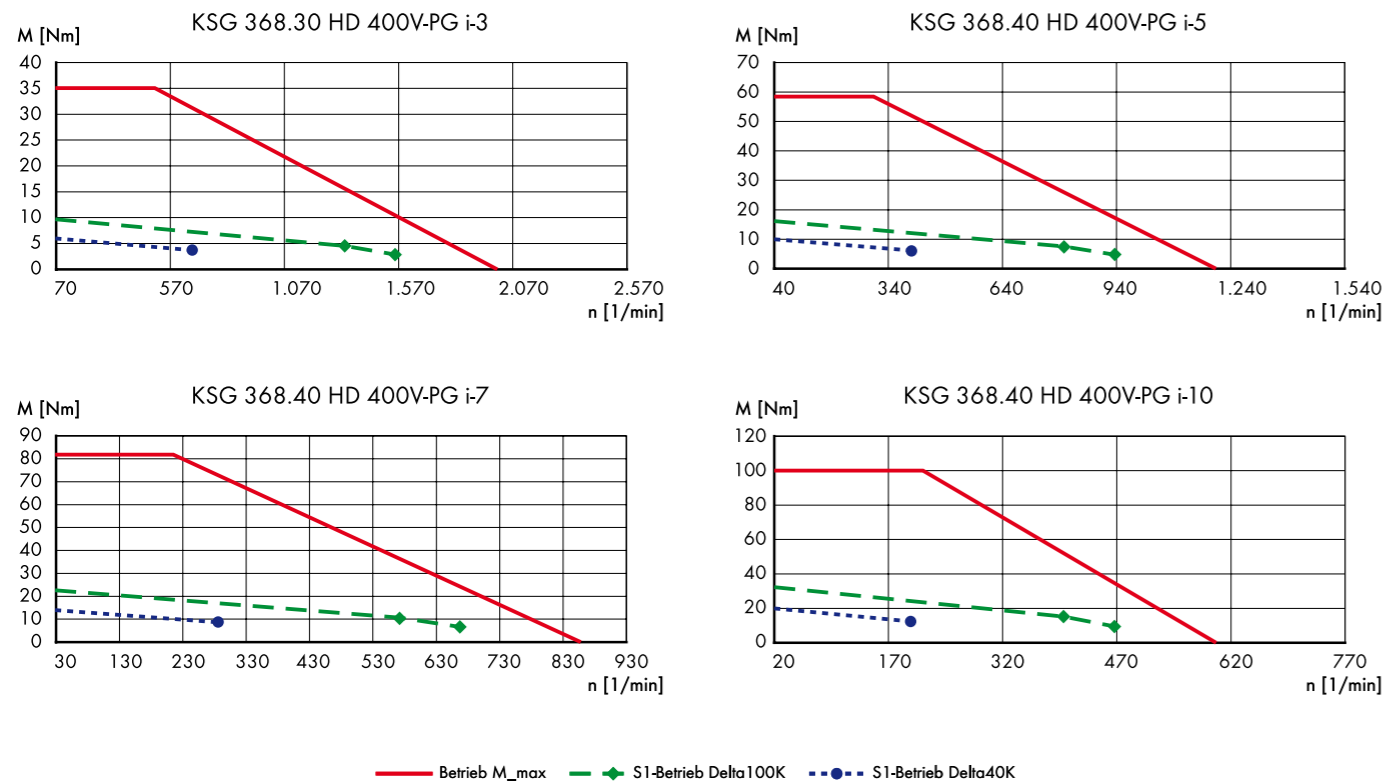 KSG 368.30 HD 400V-PG i-3
M [Nm]
40
35
30
25
20
15
10
5
0
70 570 1.070 1.570 2.070 2.570
n [1/min]
KSG 368.40 HD 400V-PG i-5
M [Nm]
70
60
50
40
30
20
10
0
40 340 640 940 1.240 1.540
n [1/min]
KSG 368.40 HD 400V-PG i-7
M [Nm]
90
80
70
60
50
40
30
20
10
0
30 130 230 330 430 530 630 730 830 930
n [1/min]
KSG 368.40 HD 400V-PG i-10
M [Nm]
120
100
80
60
40
20
0
20 170 320 470 620 770
n [1/min]
Betrieb M_max S1-Betrieb Delta100K S1-Betrieb Delta40K